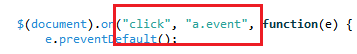 $(document).on("click", "a.event", function(e) {
e.preventDefault();